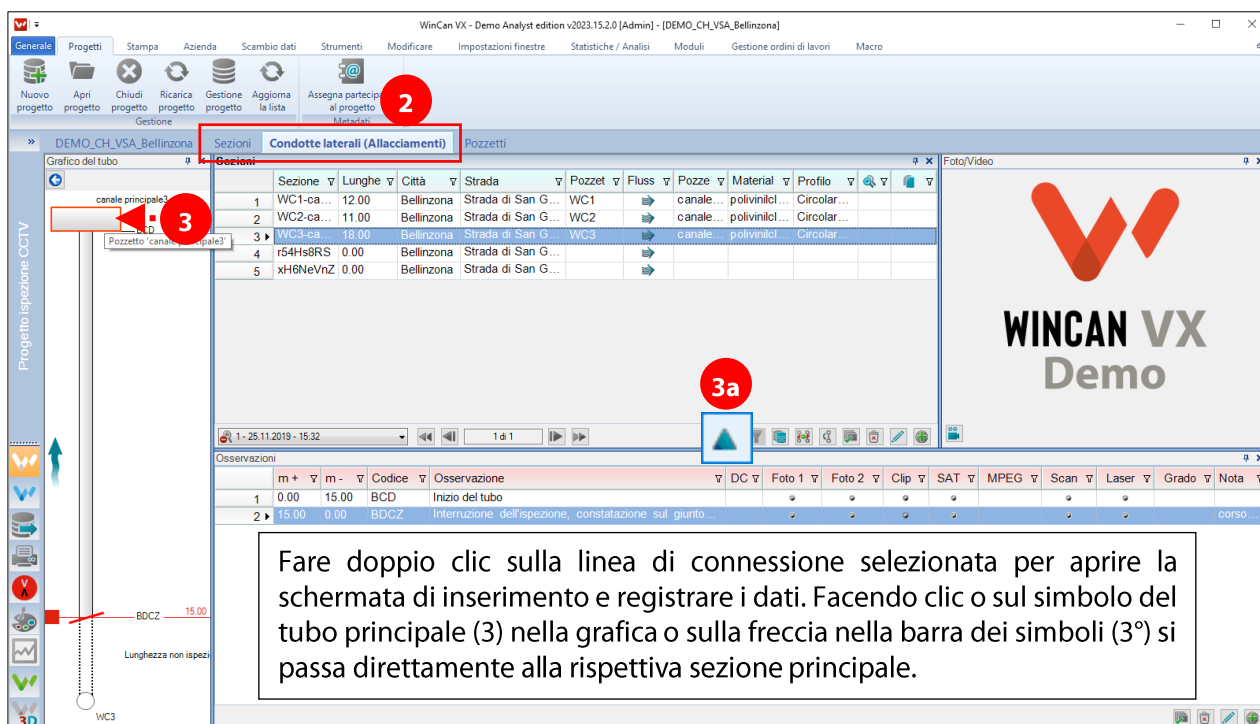 WinCan VX - Demo Analyst edition v2023.15.2.0 [Admin] - [DEMO_CH_VSA_Bellinzona]
Generale Progetti Stampa Azienda Scambio dati Strumenti Modificare Impostazioni finestre Statistiche / Analisi Moduli Gestione ordini di lavori Macro
Nuovo progetto
Apri progetto
Chiudi progetto
Ricarica progetto
Gestione progetto
Aggiorna la lista
Assegna partecip
al progetto
Gestione
Metadati
2
DEMO_CH_VSA_Bellinzona Sezioni Condotte laterali (Allacciamenti) Pozzetti
Grafico del tubo
Sezioni
Foto/Video
Progetto ispezione CCTV
canale principale3
3
BCD
Pozzetto 'canale principale3'
BDCZ 15.00
Lunghezza non ispezi
WC3
Sezione Lunghe Città Strada Pozzet Fluss Pozze Material Profilo
1 WC1-ca... 12.00 Bellinzona Strada di San G... WC1 canale... polivinilcl... Circolar...
2 WC2-ca... 11.00 Bellinzona Strada di San G... WC2 canale... polivinilcl... Circolar...
3 WC3-ca... 18.00 Bellinzona Strada di San G... WC3 canale... polivinilcl... Circolar...
4 r54Hs8RS 0.00 Bellinzona Strada di San G...
5 xH6NeVnZ 0.00 Bellinzona Strada di San G...
WINCAN VX
Demo
3a
1 - 25.11.2019 - 15:32 1 di 1
Osservazioni
m + m - Codice Osservazione DC Foto 1 Foto 2 Clip SAT MPEG Scan Laser Grado Nota
1 0.00 15.00 BCD Inizio del tubo
2 15.00 0.00 BDCZ Interruzione dell'ispezione, constatazione sul giunto... corso...
Fare doppio clic sulla linea di connessione selezionata per aprire la
schermata di inserimento e registrare i dati. Facendo clic o sul simbolo del
tubo principale (3) nella grafica o sulla freccia nella barra dei simboli (3°) si
passa direttamente alla rispettiva sezione principale.
3D